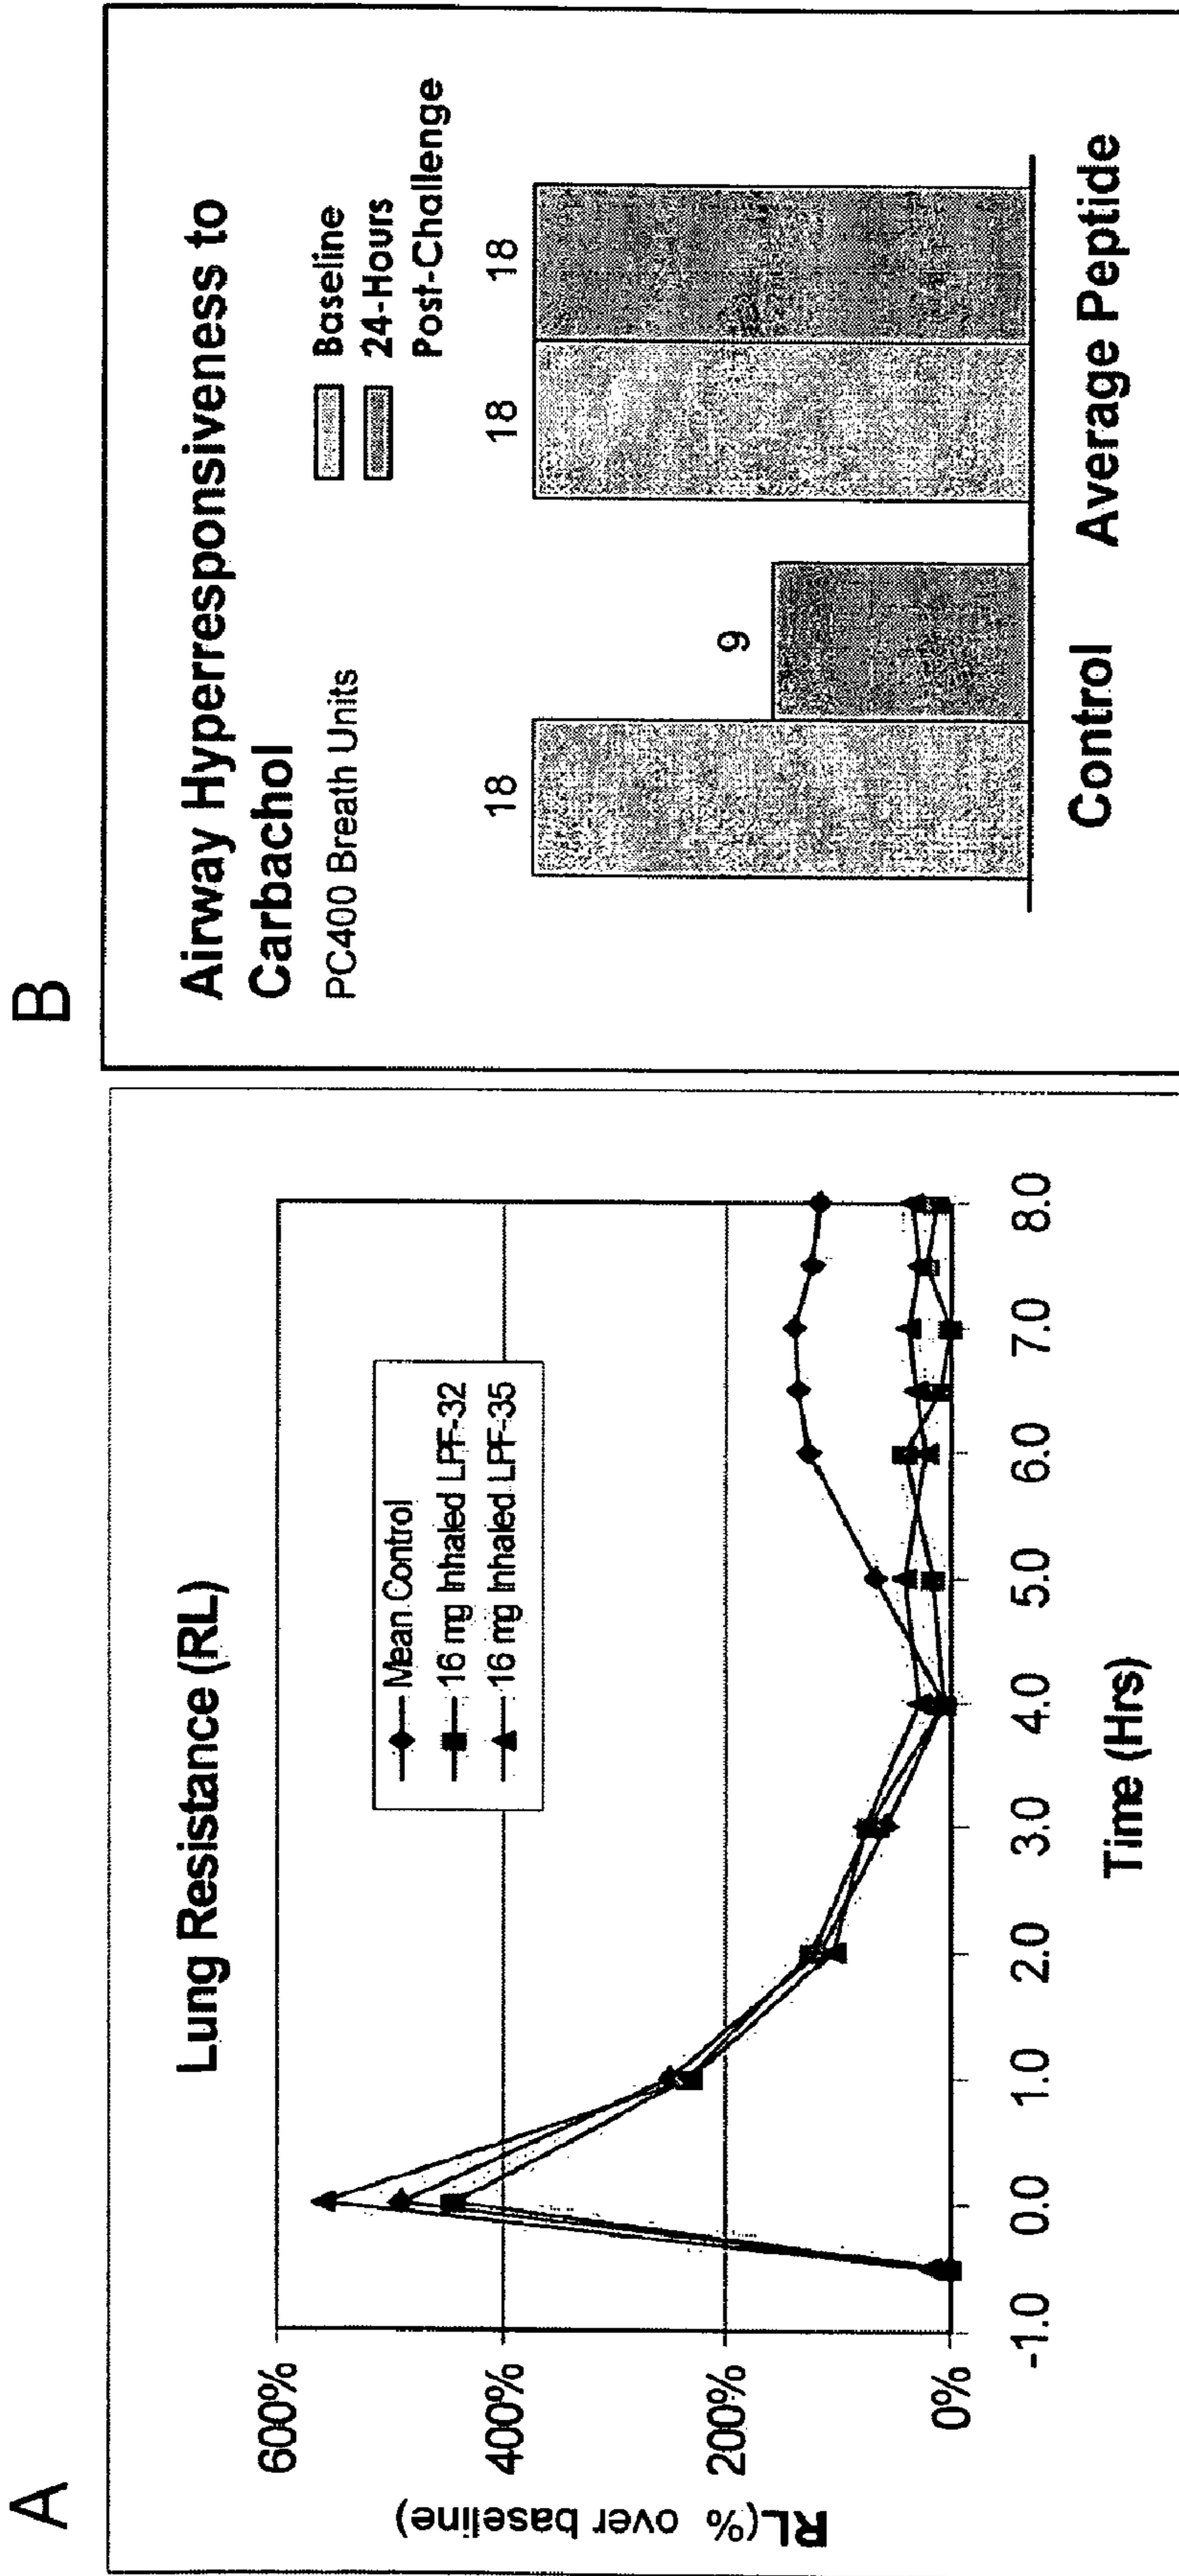 A
Lung Resistance (RL)
RL(% over baseline)
600%
400%
200%
0%
Mean Control
16 mg Inhaled LPF-32
16 mg Inhaled LPF-35
-1.0 0.0 1.0 2.0 3.0 4.0 5.0 6.0 7.0 8.0
Time (Hrs)
B
Airway Hyperresponsiveness to
Carbachol
PC400 Breath Units
Baseline
24-Hours
Post-Challenge
18 9 18 18
Control Average Peptide